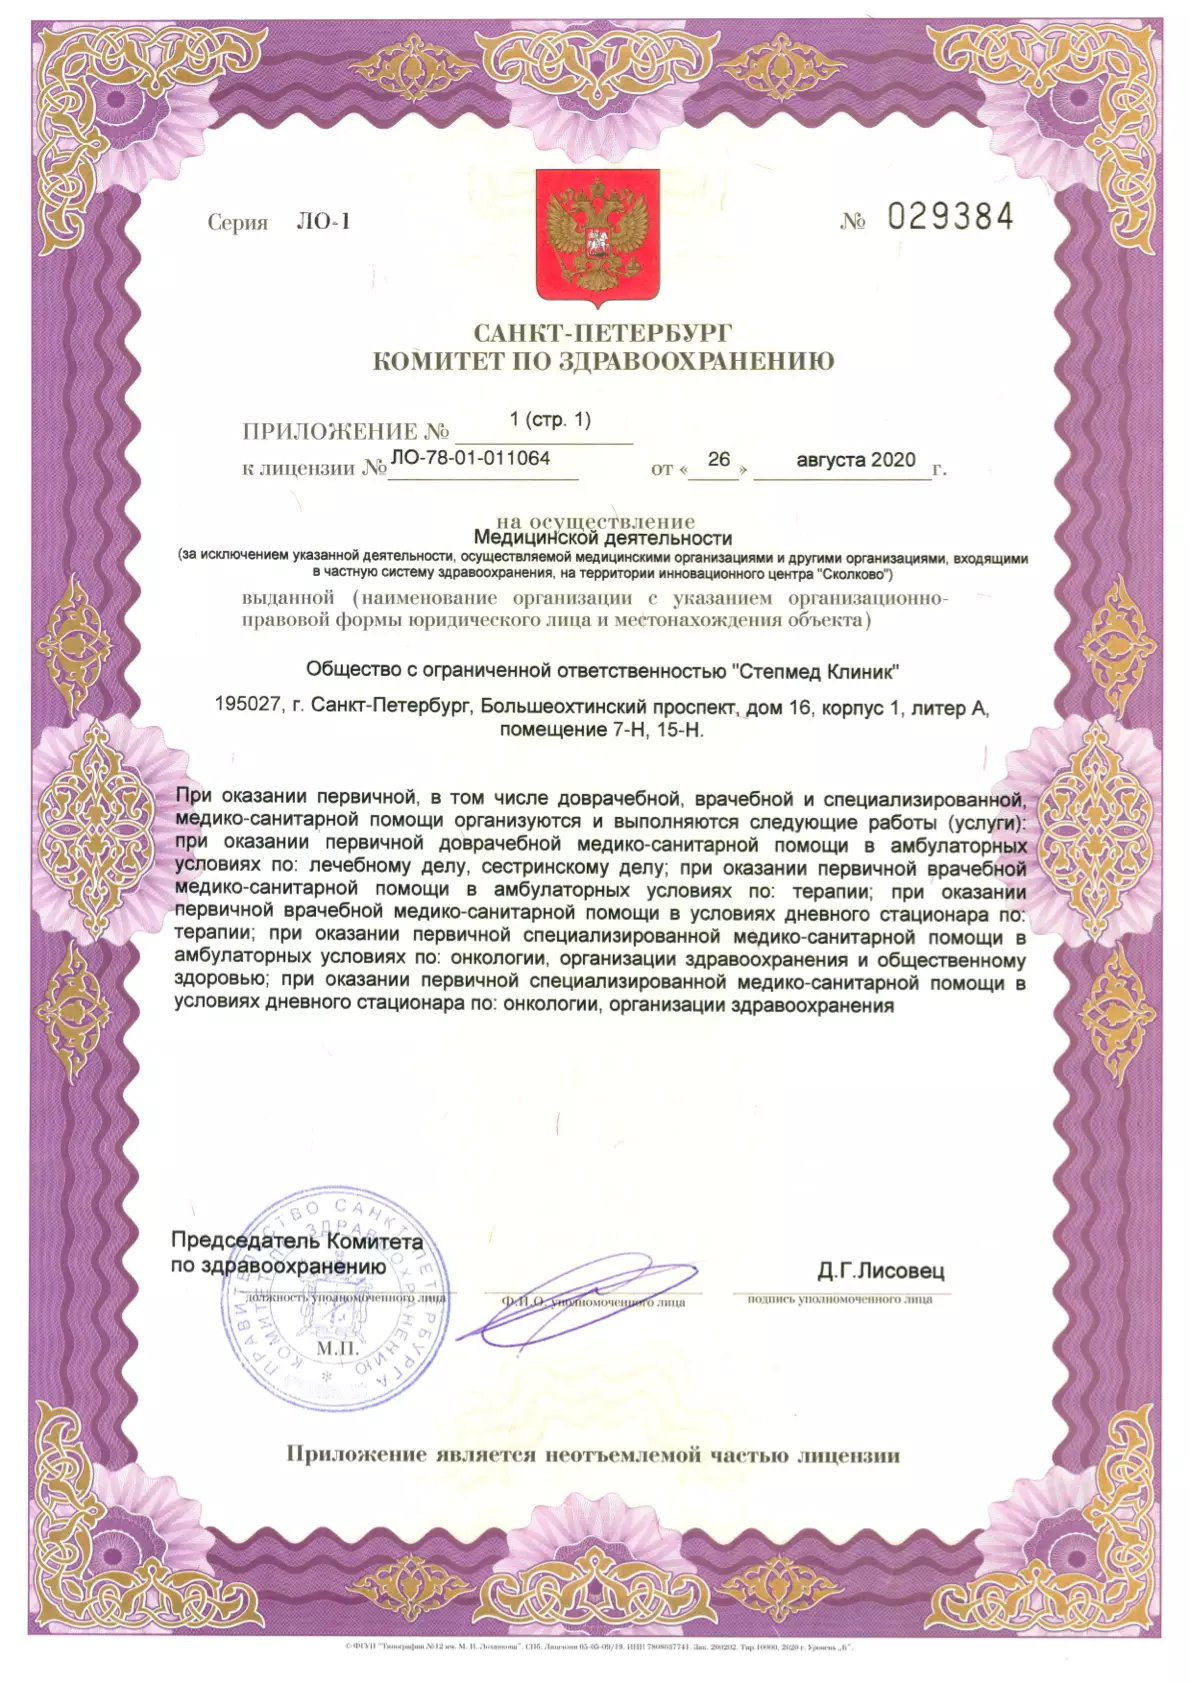 Серия ЛО-1
№ 029384
САНКТ-ПЕТЕРБУРГ
КОМИТЕТ ПО ЗДРАВООХРАНЕНИЮ
ПРИЛОЖЕНИЕ № 1 (стр. 1)
к лицензии № ЛО-78-01-011064 от « 26 » августа 2020 г.
на осуществление
Медицинской деятельности
(за исключением указанной деятельности, осуществляемой медицинскими организациями и другими организациями, входящими
в частную систему здравоохранения, на территории инновационного центра "Сколково")
выданной (наименование организации с указанием организационно-
правовой формы юридического лица и местонахождения объекта)
Общество с ограниченной ответственностью "Степмед Клиник"
195027, г. Санкт-Петербург, Большеохтинский проспект, дом 16, корпус 1, литер А,
помещение 7-Н, 15-Н.
При оказании первичной, в том числе доврачебной, врачебной и специализированной,
медико-санитарной помощи организуются и выполняются следующие работы (услуги):
при оказании первичной доврачебной медико-санитарной помощи в амбулаторных
условиях по: лечебному делу, сестринскому делу; при оказании первичной врачебной
медико-санитарной помощи в амбулаторных условиях по: терапии; при оказании
первичной врачебной медико-санитарной помощи в условиях дневного стационара по:
терапии; при оказании первичной специализированной медико-санитарной помощи в
амбулаторных условиях по: онкологии, организации здравоохранения и общественному
здоровью; при оказании первичной специализированной медико-санитарной помощи в
условиях дневного стационара по: онкологии, организации здравоохранения
Председатель Комитета
по здравоохранению
Д.Г.Лисовец
должность уполномоченного лица
Ф.И.О. уполномоченного лица
подпись уполномоченного лица
М.П.
ПРАВИТЕЛЬСТВО САНКТ-ПЕТЕРБУРГА
КОМИТЕТ ПО ЗДРАВООХРАНЕНИЮ
Приложение является неотъемлемой частью лицензии
© ФГУП "Типография №12 им. М. И. Лоханкова". СПб. Лицензия 05-05-09/19. ИНН 7808037741. Зак. 200202. Тир. 10000. 2020 г. Уровень „Б".